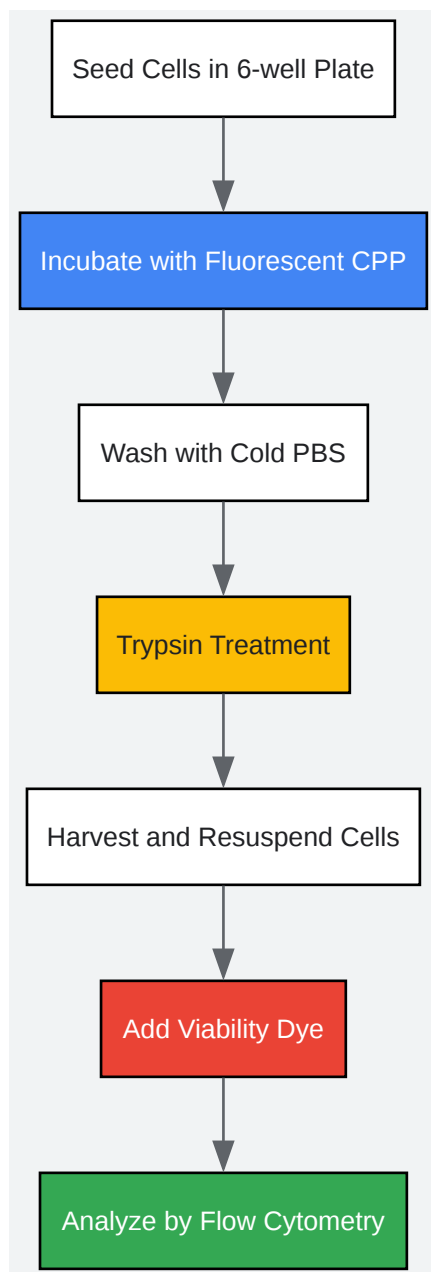 Seed Cells in 6-well Plate
Incubate with Fluorescent CPP
Wash with Cold PBS
Trypsin Treatment
Harvest and Resuspend Cells
Add Viability Dye
Analyze by Flow Cytometry